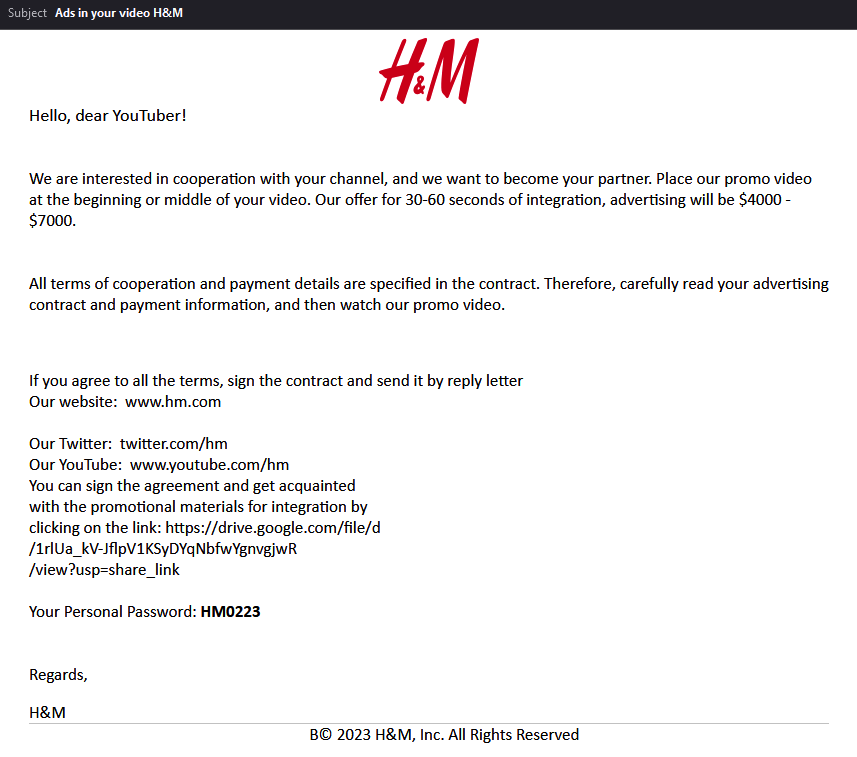 Subject Ads in your video H&M
H&M
Hello, dear YouTuber!
We are interested in cooperation with your channel, and we want to become your partner. Place our promo video
at the beginning or middle of your video. Our offer for 30-60 seconds of integration, advertising will be $4000 -
$7000.
All terms of cooperation and payment details are specified in the contract. Therefore, carefully read your advertising
contract and payment information, and then watch our promo video.
If you agree to all the terms, sign the contract and send it by reply letter
Our website:  www.hm.com
Our Twitter:  twitter.com/hm
Our YouTube:  www.youtube.com/hm
You can sign the agreement and get acquainted
with the promotional materials for integration by
clicking on the link: https://drive.google.com/file/d
/1rlUa_kV-JflpV1KSyDYqNbfwYgnvgjwR
/view?usp=share_link
Your Personal Password: HM0223
Regards,
H&M
В© 2023 H&M, Inc. All Rights Reserved